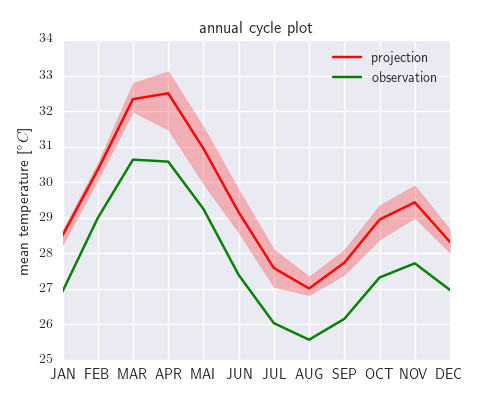 annual cycle plot
projection
observation
mean temperature [°C]
34
33
32
31
30
29
28
27
26
25
JAN FEB MAR APR MAI JUN JUL AUG SEP OCT NOV DEC